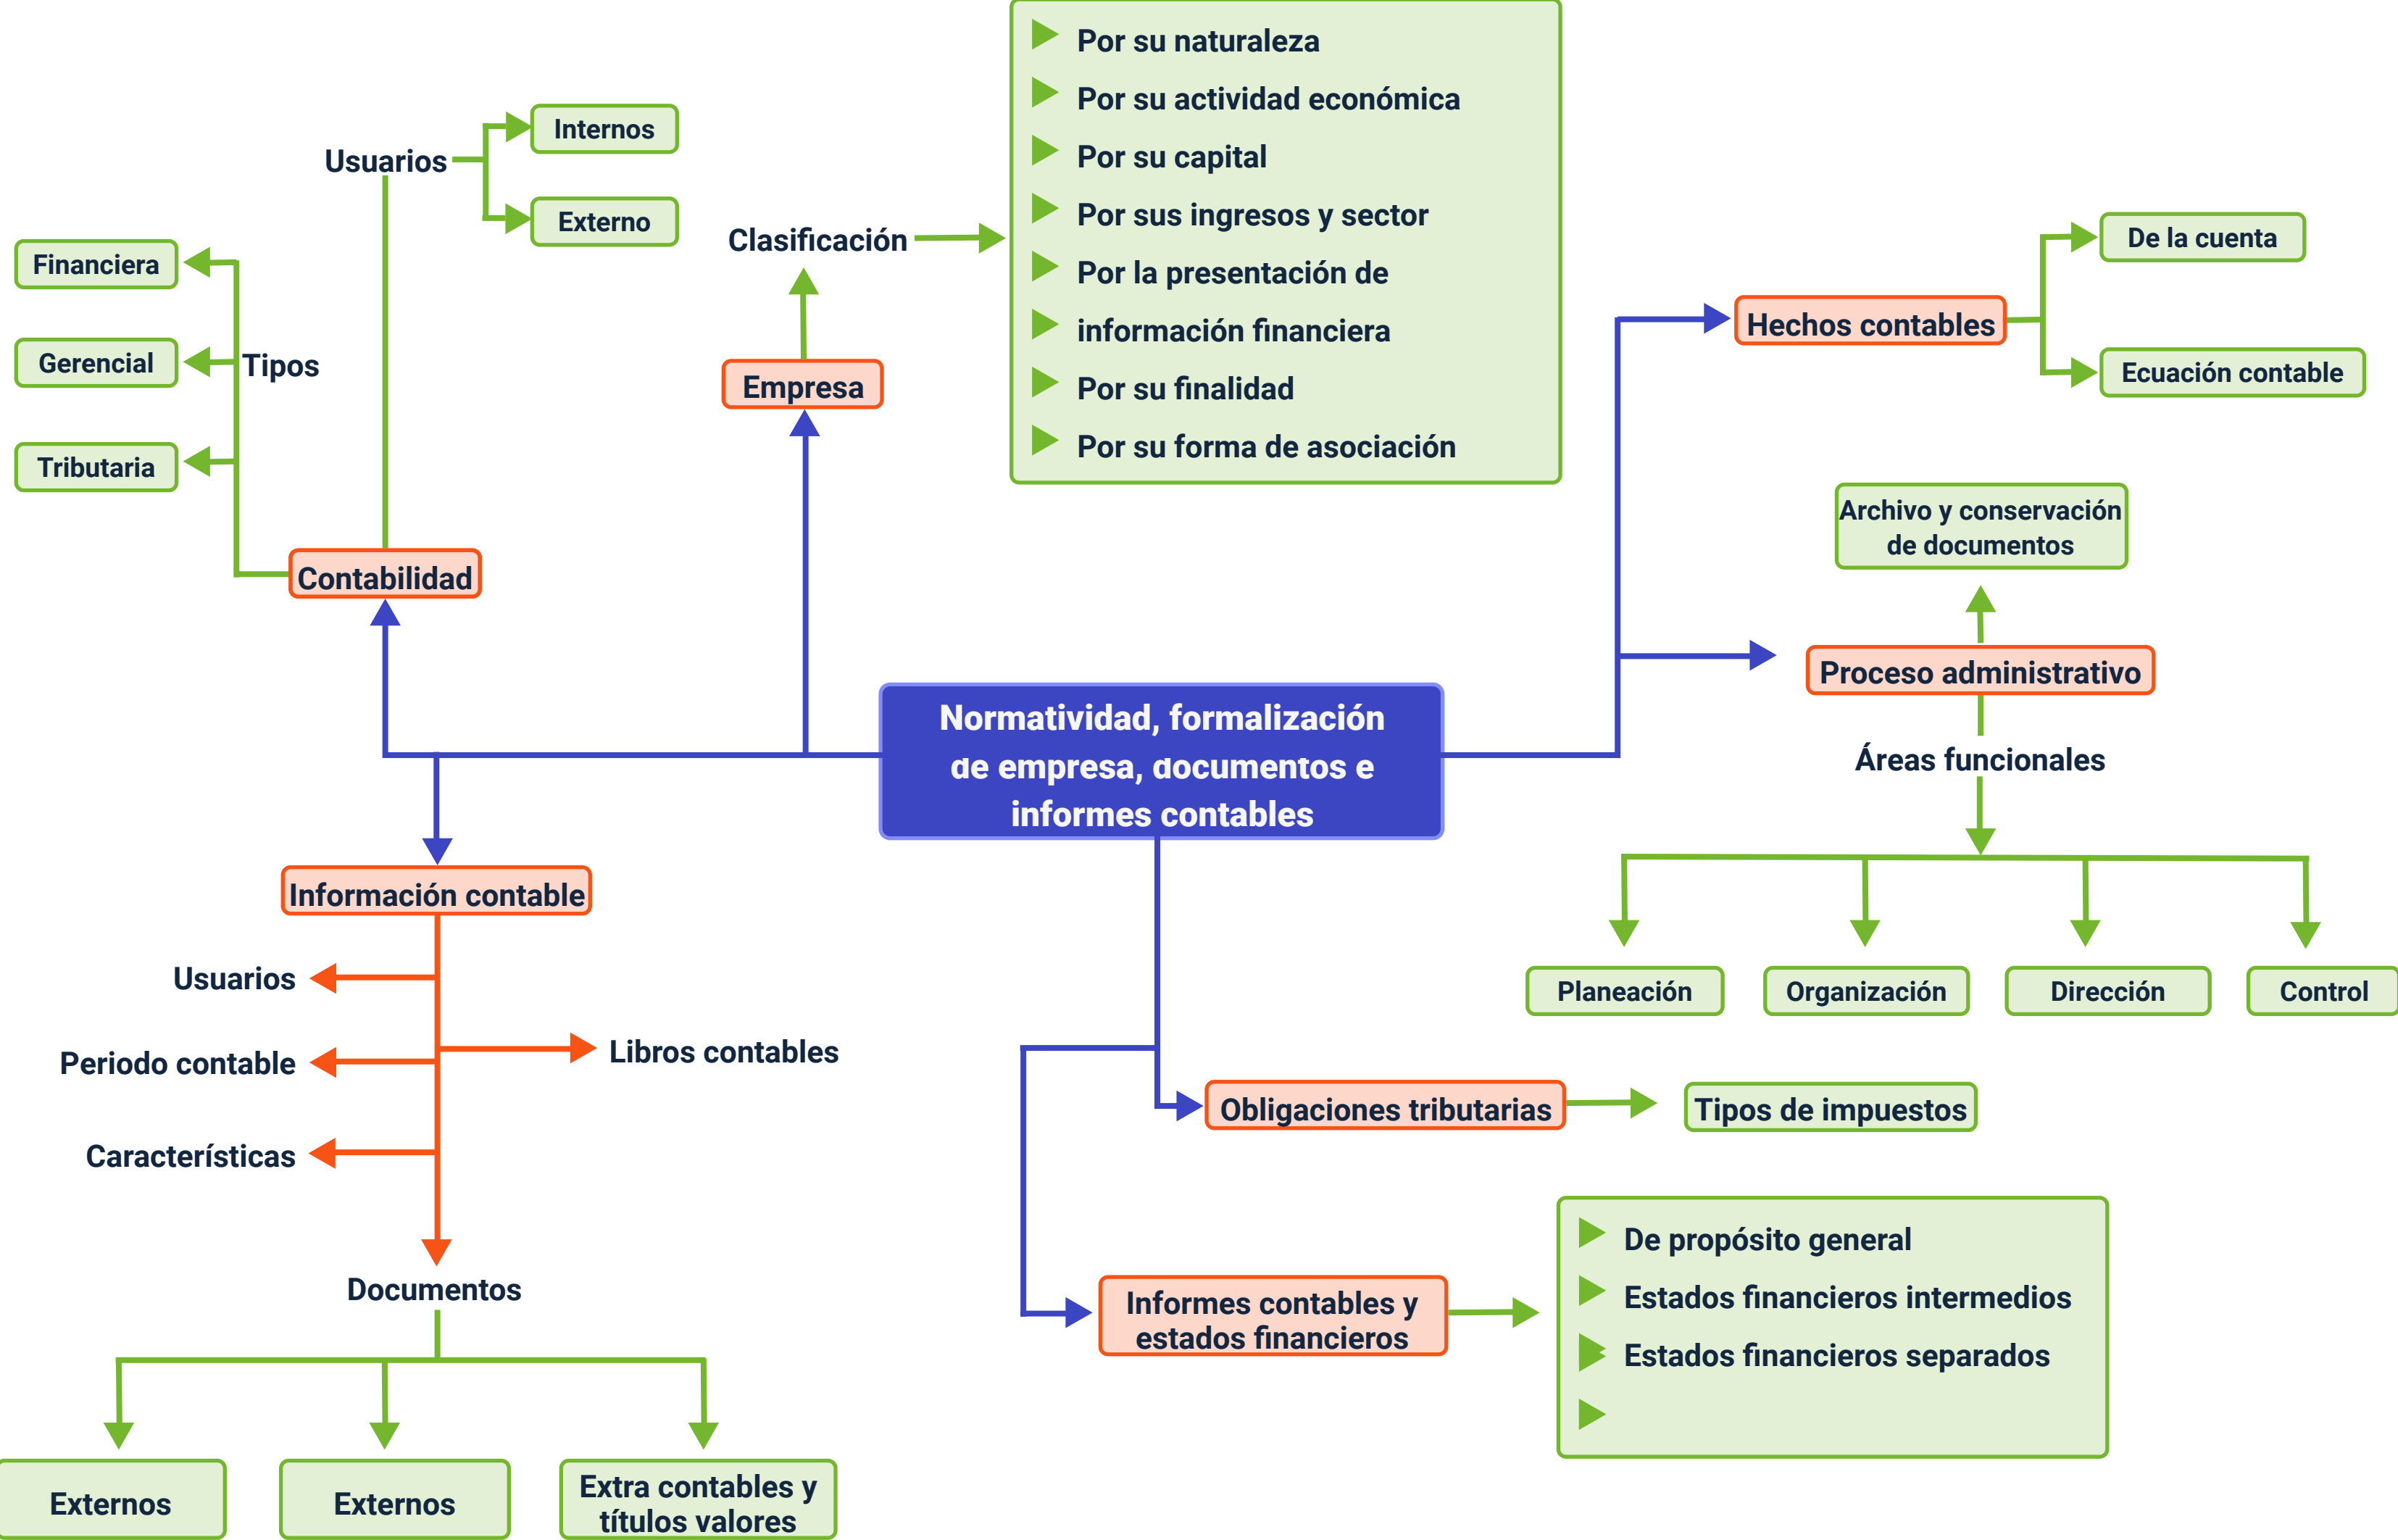 Por su naturaleza
Por su actividad económica
Por su capital
Por sus ingresos y sector
Por la presentación de
información financiera
Por su finalidad
Por su forma de asociación
Internos
Usuarios
Externo
Clasificación
Financiera
Gerencial
Tipos
Tributaria
Empresa
Contabilidad
De la cuenta
Hechos contables
Ecuación contable
Archivo y conservación
de documentos
Proceso administrativo
Áreas funcionales
Planeación
Organización
Dirección
Control
Normatividad, formalización
de empresa, documentos e
informes contables
Información contable
Usuarios
Periodo contable
Libros contables
Características
Documentos
Externos
Externos
Extra contables y
títulos valores
Obligaciones tributarias
Tipos de impuestos
Informes contables y
estados financieros
De propósito general
Estados financieros intermedios
Estados financieros separados